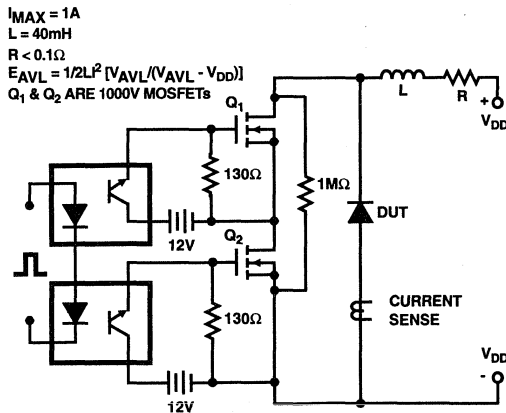 IMAX = 1A
L = 40mH
R < 0.1Ω
EAVL = 1/2LI² [VAVL/(VAVL - VDD)]
Q1 & Q2 ARE 1000V MOSFETs
Q1
L
R
+
VDD
130Ω
1MΩ
DUT
12V
Q2
CURRENT
SENSE
130Ω
VDD
-
12V